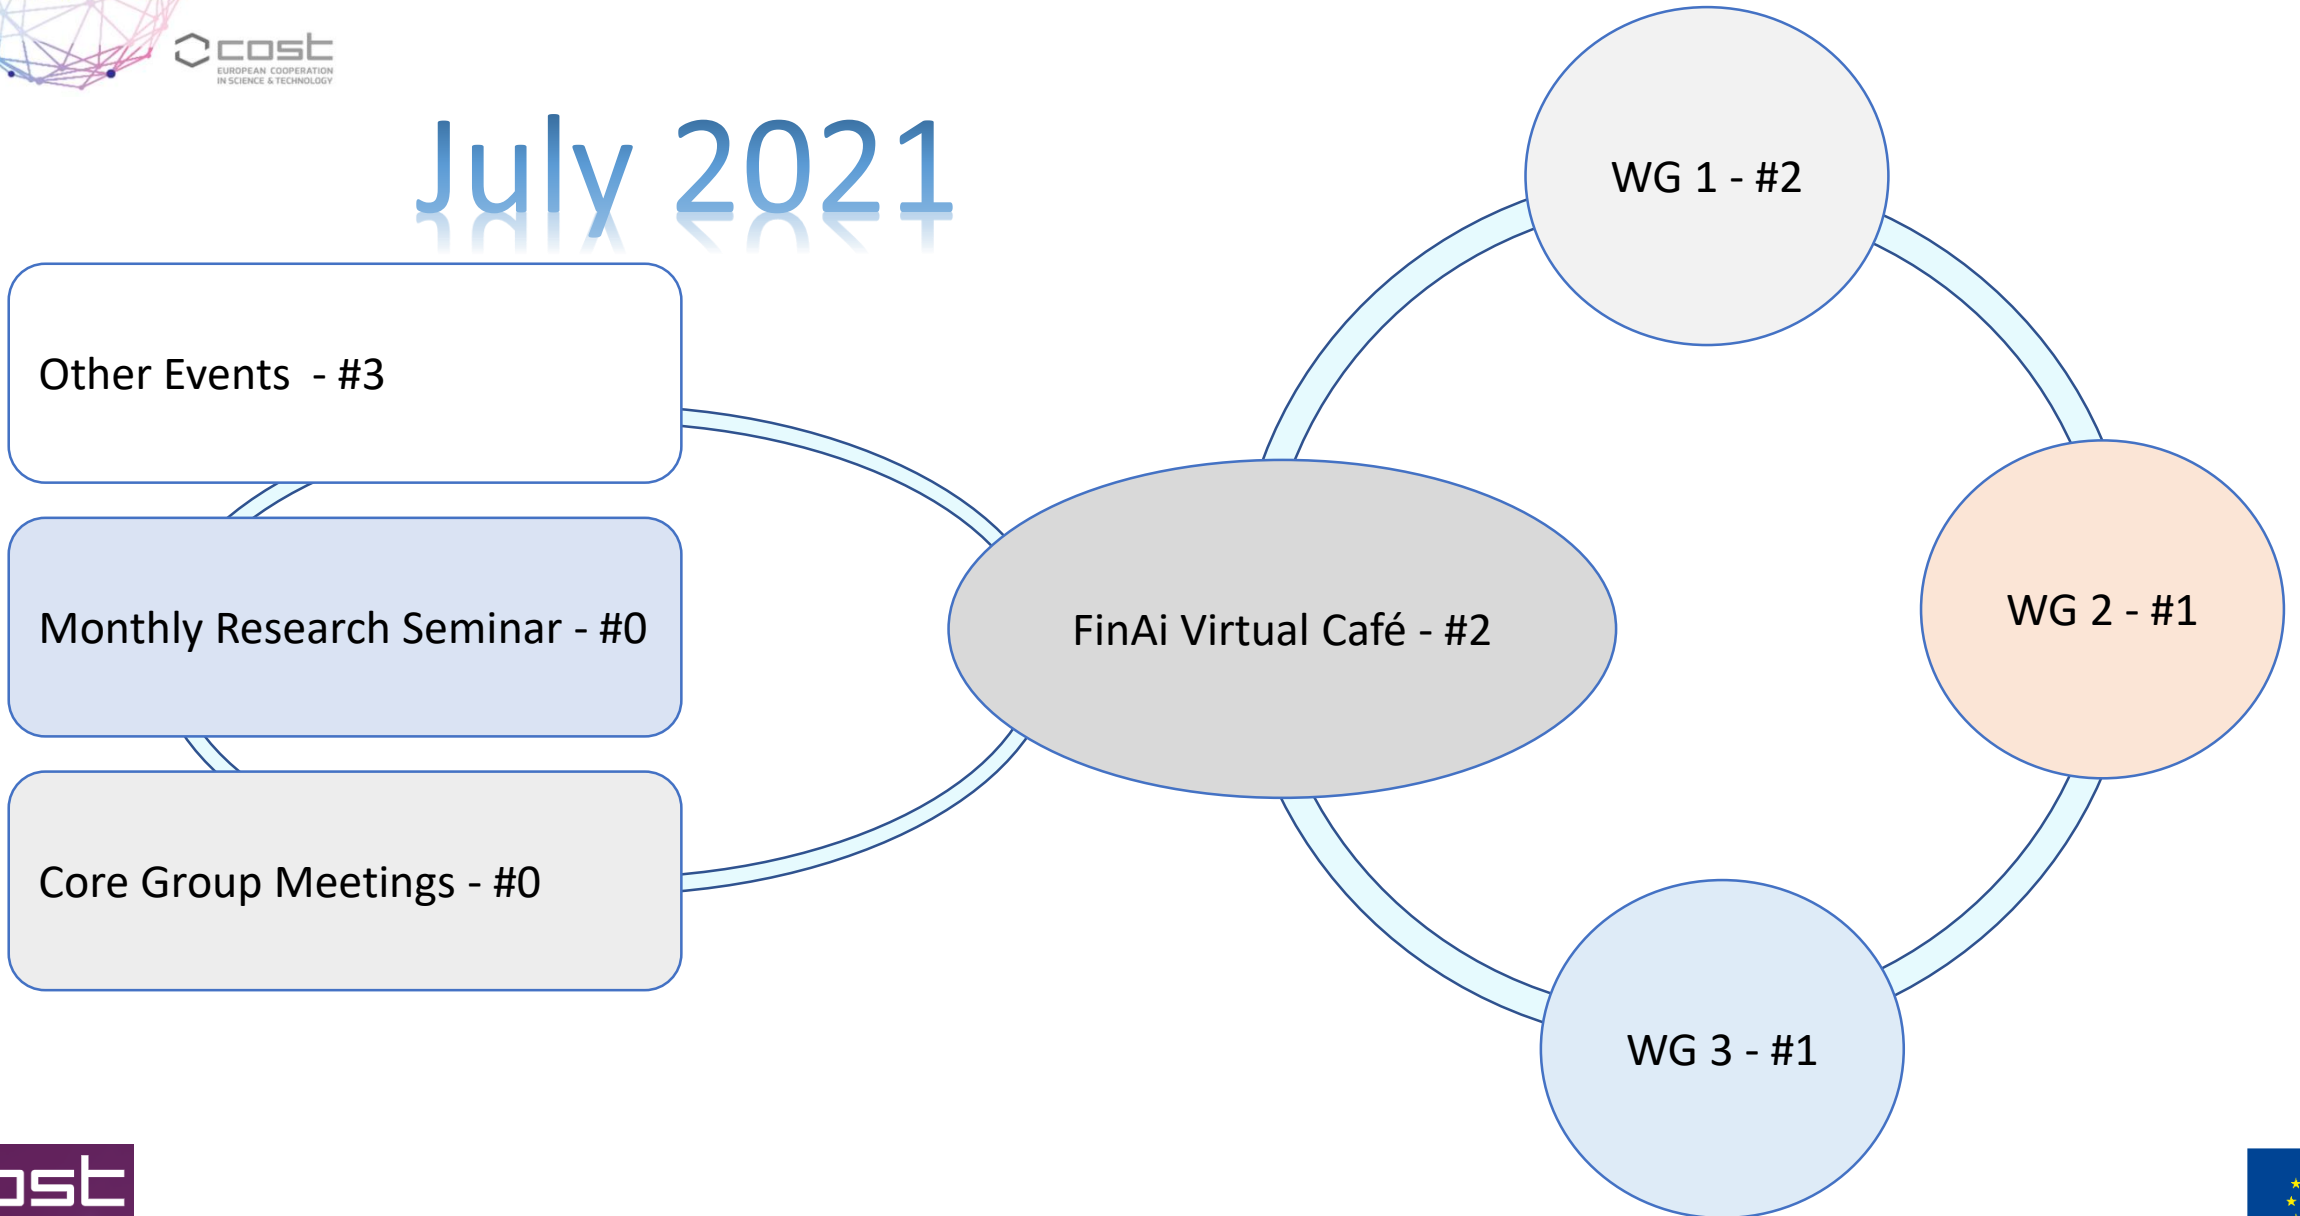 cost
EUROPEAN COOPERATION
IN SCIENCE & TECHNOLOGY
July 2021
Other Events - #3
Monthly Research Seminar - #0
Core Group Meetings - #0
FinAi Virtual Café - #2
WG 1 - #2
WG 2 - #1
WG 3 - #1
ost